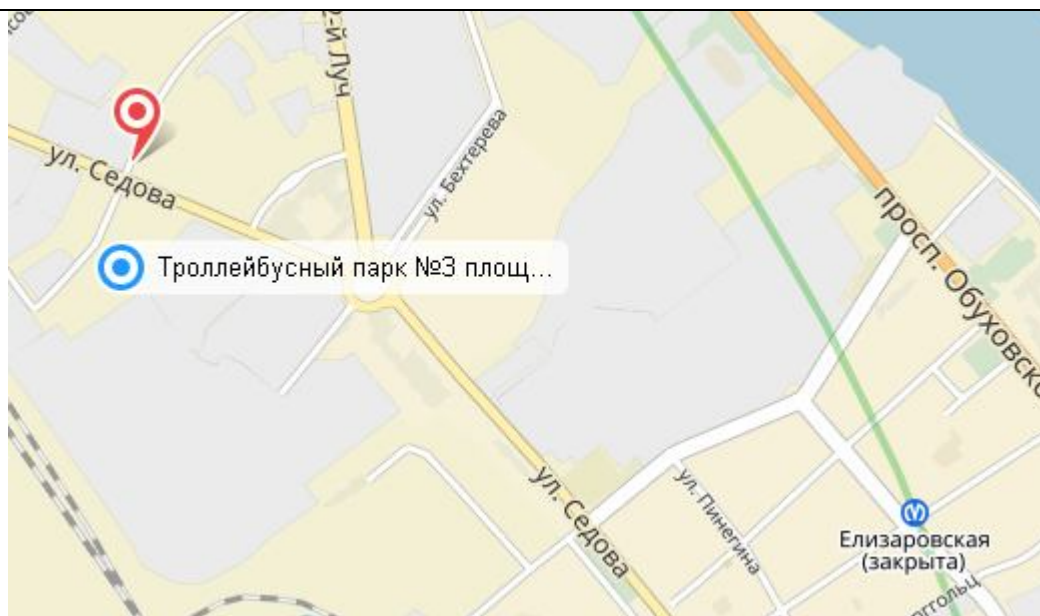 2-й Луч
ул. Бехтерева
ул. Седова
Троллейбусный парк №3 площ...
просп. Обуховско
ул. Седова
ул. Пинегина
Елизаровская
(закрыта)